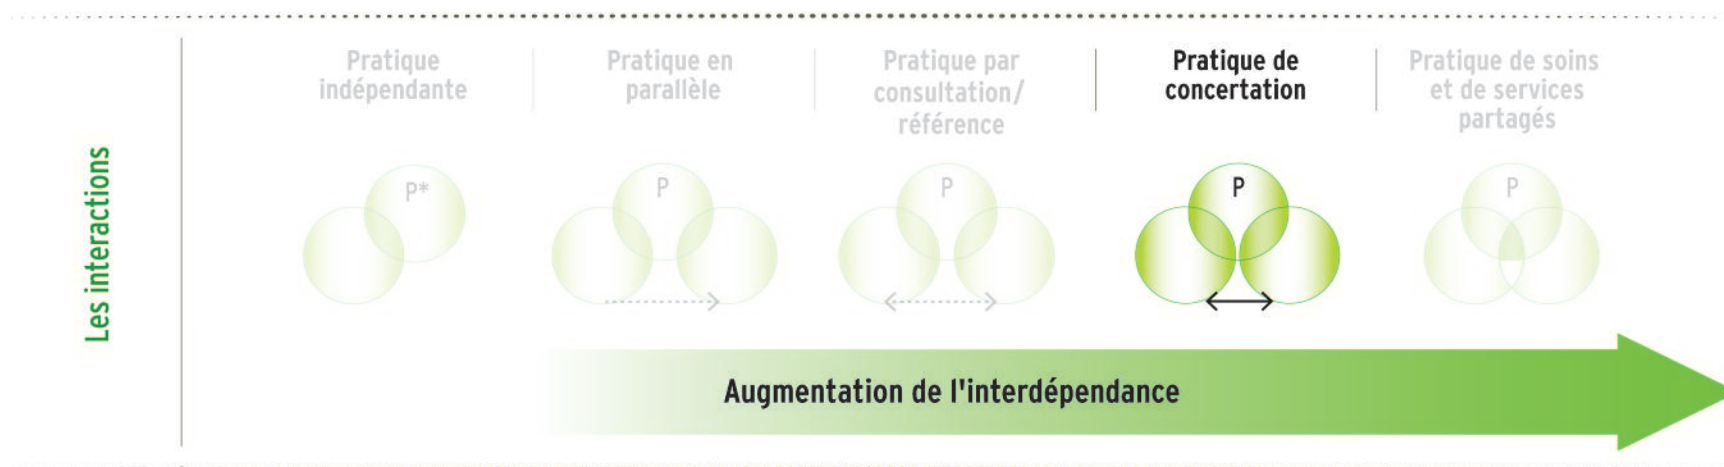 Pratique
indépendante
Pratique en
parallèle
Pratique par
consultation/
référence
Pratique de
concertation
Pratique de soins
et de services
partagés
Les interactions
P*
P
P
P
P
Augmentation de l'interdépendance